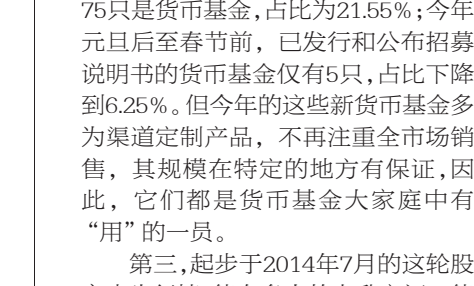 75只是货币基金,占比为21.55%;今年
元旦后至春节前，已发行和公布招募
说明书的货币基金仅有5只,占比下降
到6.25%。但今年的这些新货币基金多
为渠道定制产品，不再注重全市场销
售，其规模在特定的地方有保证,因
此，它们都是货币基金大家庭中有
“用”的一员。
第三,起步于2014年7月的这轮股